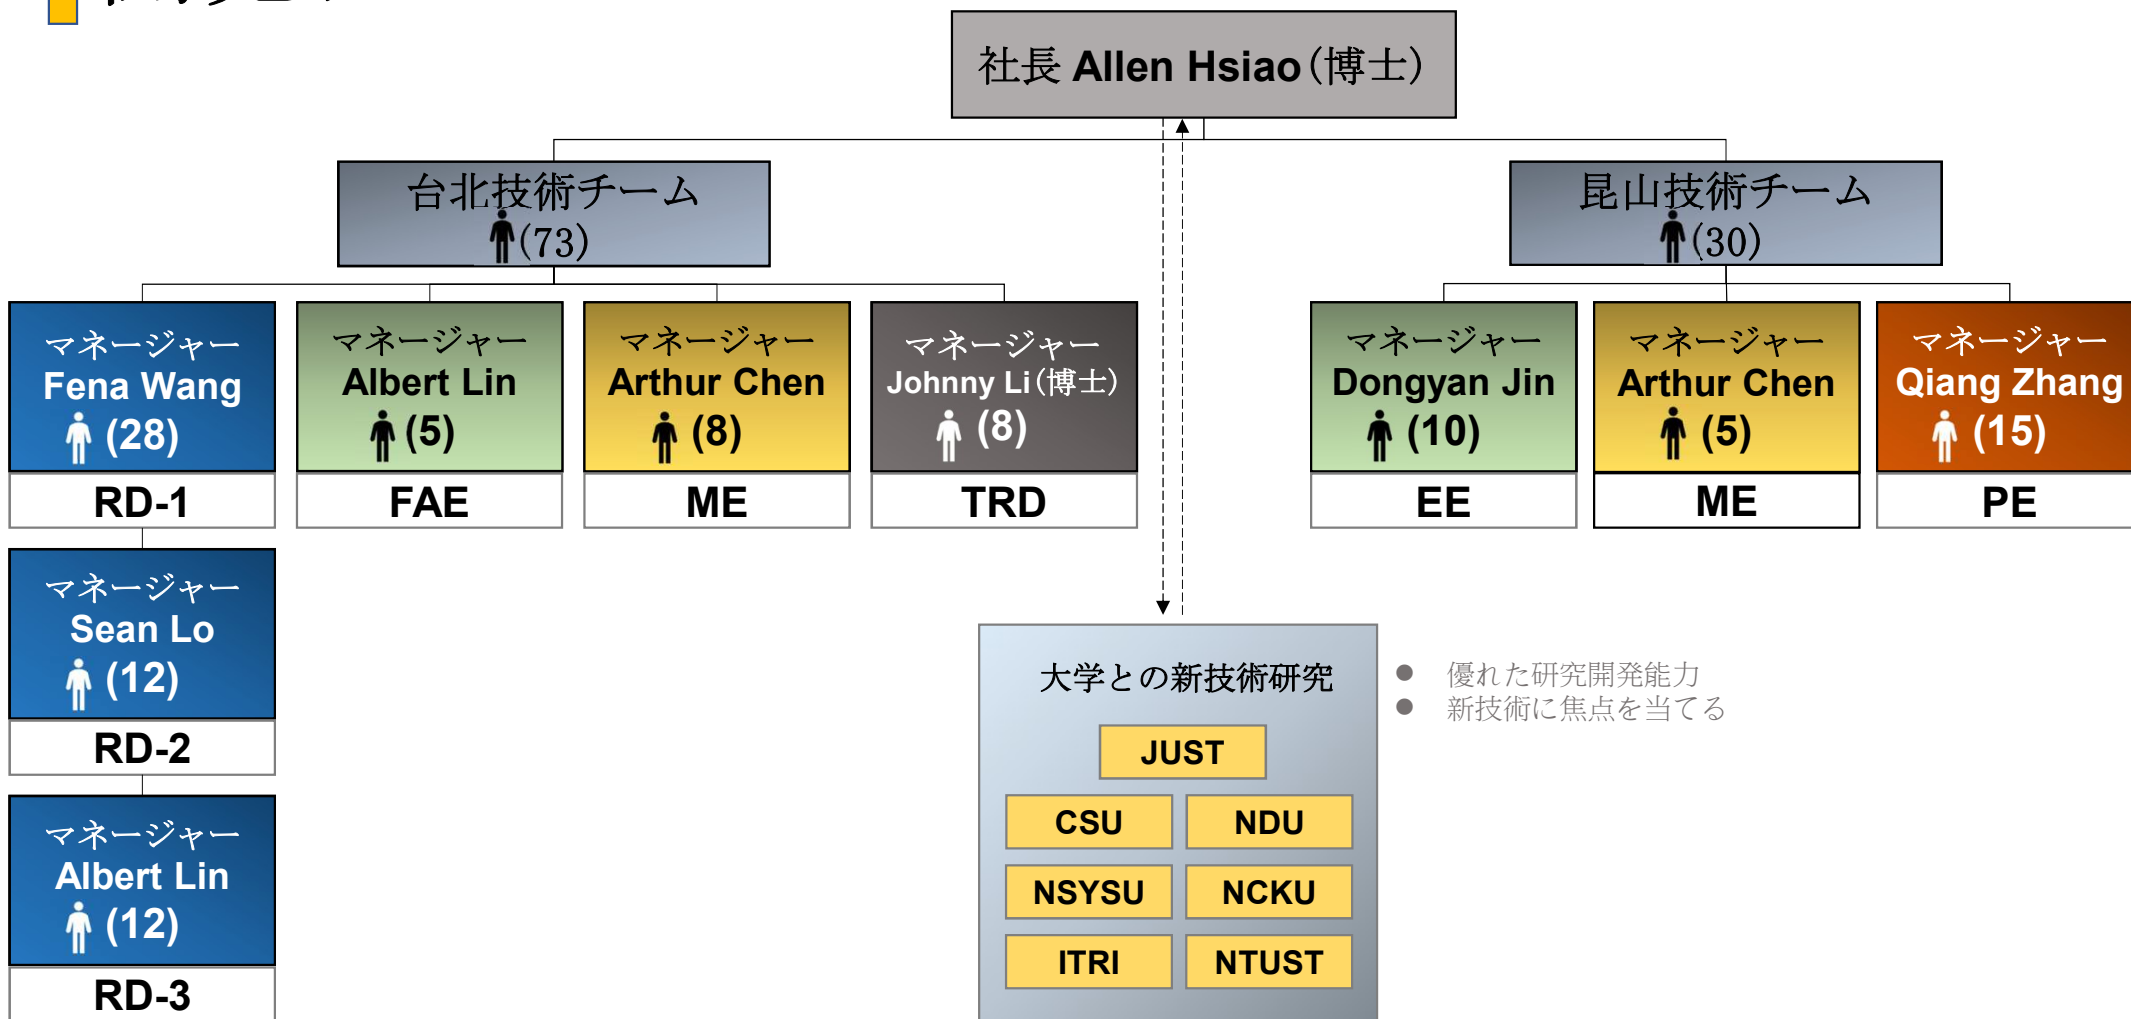 社長 Allen Hsiao(博士)
台北技術チーム
(73)
昆山技術チーム
(30)
マネージャー
Fena Wang
(28)
RD-1
マネージャー
Albert Lin
(5)
FAE
マネージャー
Arthur Chen
(8)
ME
マネージャー
Johnny Li(博士)
(8)
TRD
マネージャー
Dongyan Jin
(10)
EE
マネージャー
Arthur Chen
(5)
ME
マネージャー
Qiang Zhang
(15)
PE
マネージャー
Sean Lo
(12)
RD-2
マネージャー
Albert Lin
(12)
RD-3
大学との新技術研究
JUST
CSU
NDU
NSYSU
NCKU
ITRI
NTUST
● 優れた研究開発能力
● 新技術に焦点を当てる